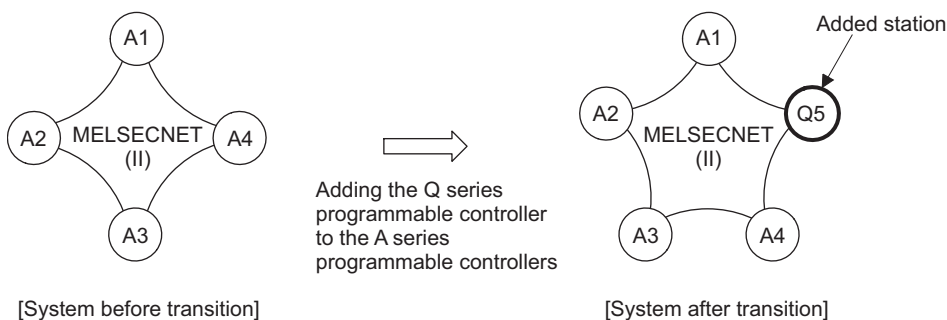 A1
A2
MELSECNET
(II)
A4
A3
[System before transition]
Adding the Q series
programmable controller
to the A series
programmable controllers
Added station
A1
A2
MELSECNET
(II)
Q5
A3
A4
[System after transition]